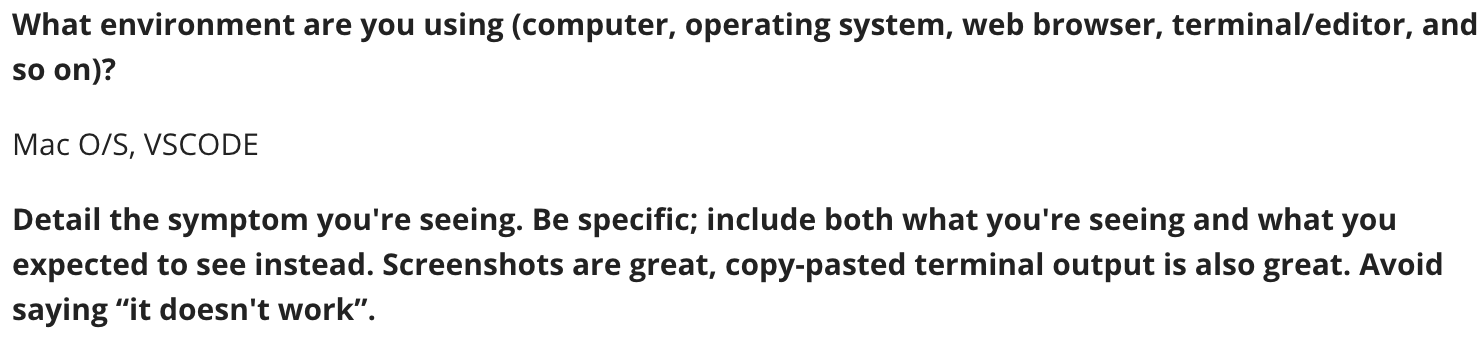 What environment are you using (computer, operating system, web browser, terminal/editor, and
so on)?
Mac O/S, VSCODE
Detail the symptom you're seeing. Be specific; include both what you're seeing and what you
expected to see instead. Screenshots are great, copy-pasted terminal output is also great. Avoid
saying “it doesn't work”.